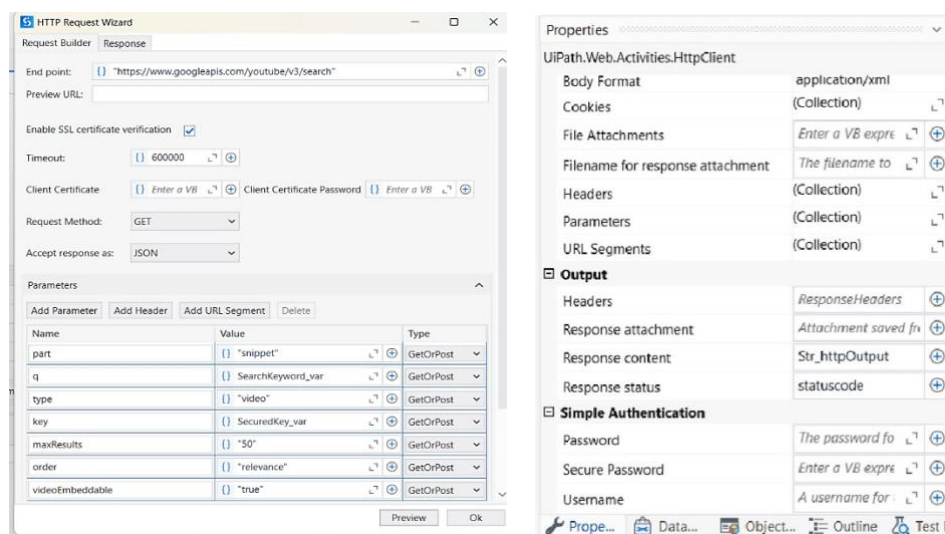 HTTP Request Wizard
Request Builder Response
End point: "https://www.googleapis.com/youtube/v3/search"
Preview URL:
Enable SSL certificate verification
Timeout: 600000
Client Certificate Enter a VB Client Certificate Password Enter a VB
Request Method: GET
Accept response as: JSON
Parameters
Add Parameter Add Header Add URL Segment Delete
Name Value Type
part "snippet" GetOrPost
q SearchKeyword_var GetOrPost
type "video" GetOrPost
key SecuredKey_var GetOrPost
maxResults "50" GetOrPost
order "relevance" GetOrPost
videoEmbeddable "true" GetOrPost
Preview Ok
Properties
UiPath.Web.Activities.HttpClient
Body Format application/xml
Cookies (Collection)
File Attachments Enter a VB expre
Filename for response attachment The filename to
Headers (Collection)
Parameters (Collection)
URL Segments (Collection)
Output
Headers ResponseHeaders
Response attachment Attachment saved fr
Response content Str_httpOutput
Response status statuscode
Simple Authentication
Password The password fo
Secure Password Enter a VB expre
Username A username for
Prope... Data... Object... Outline Test